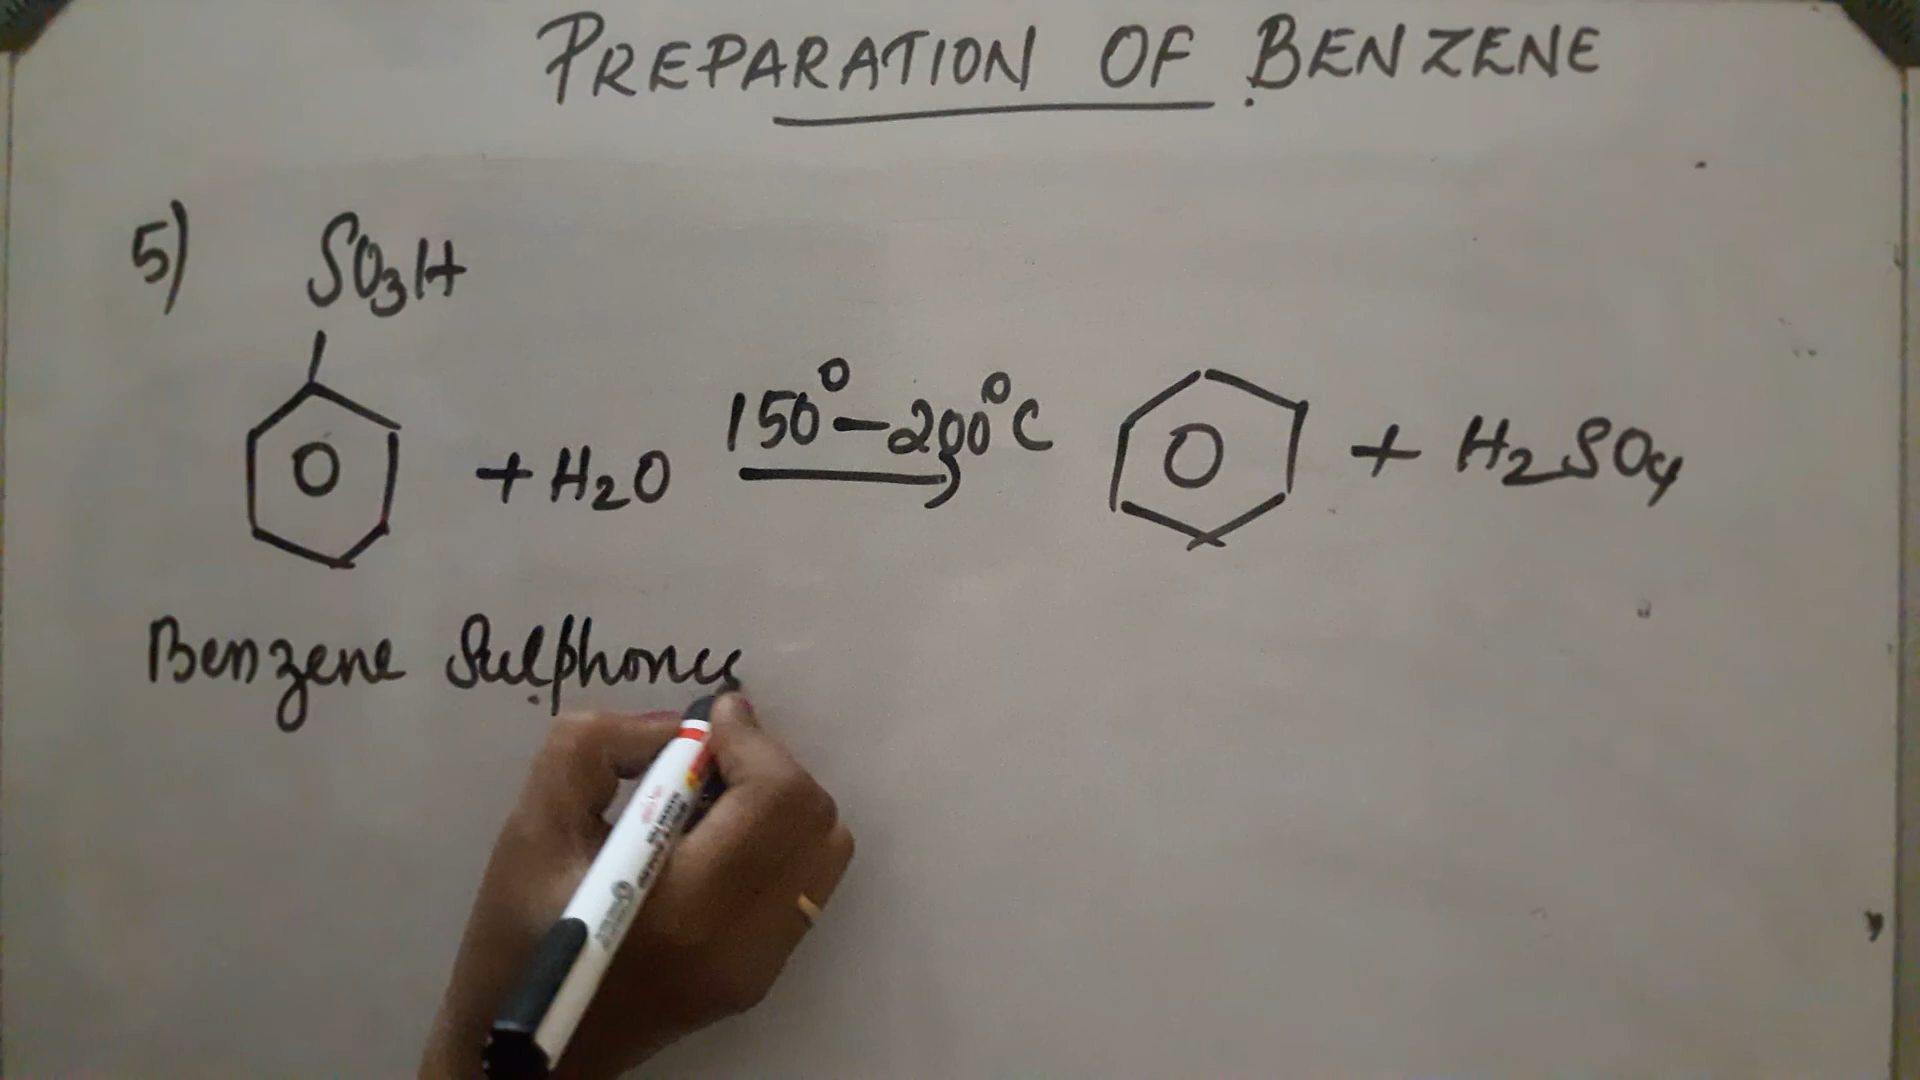 PREPARATION OF BENZENE
5)
SO₃H
+ H₂O 150° – 200°C + H₂SO₄
Benzene Sulphonic